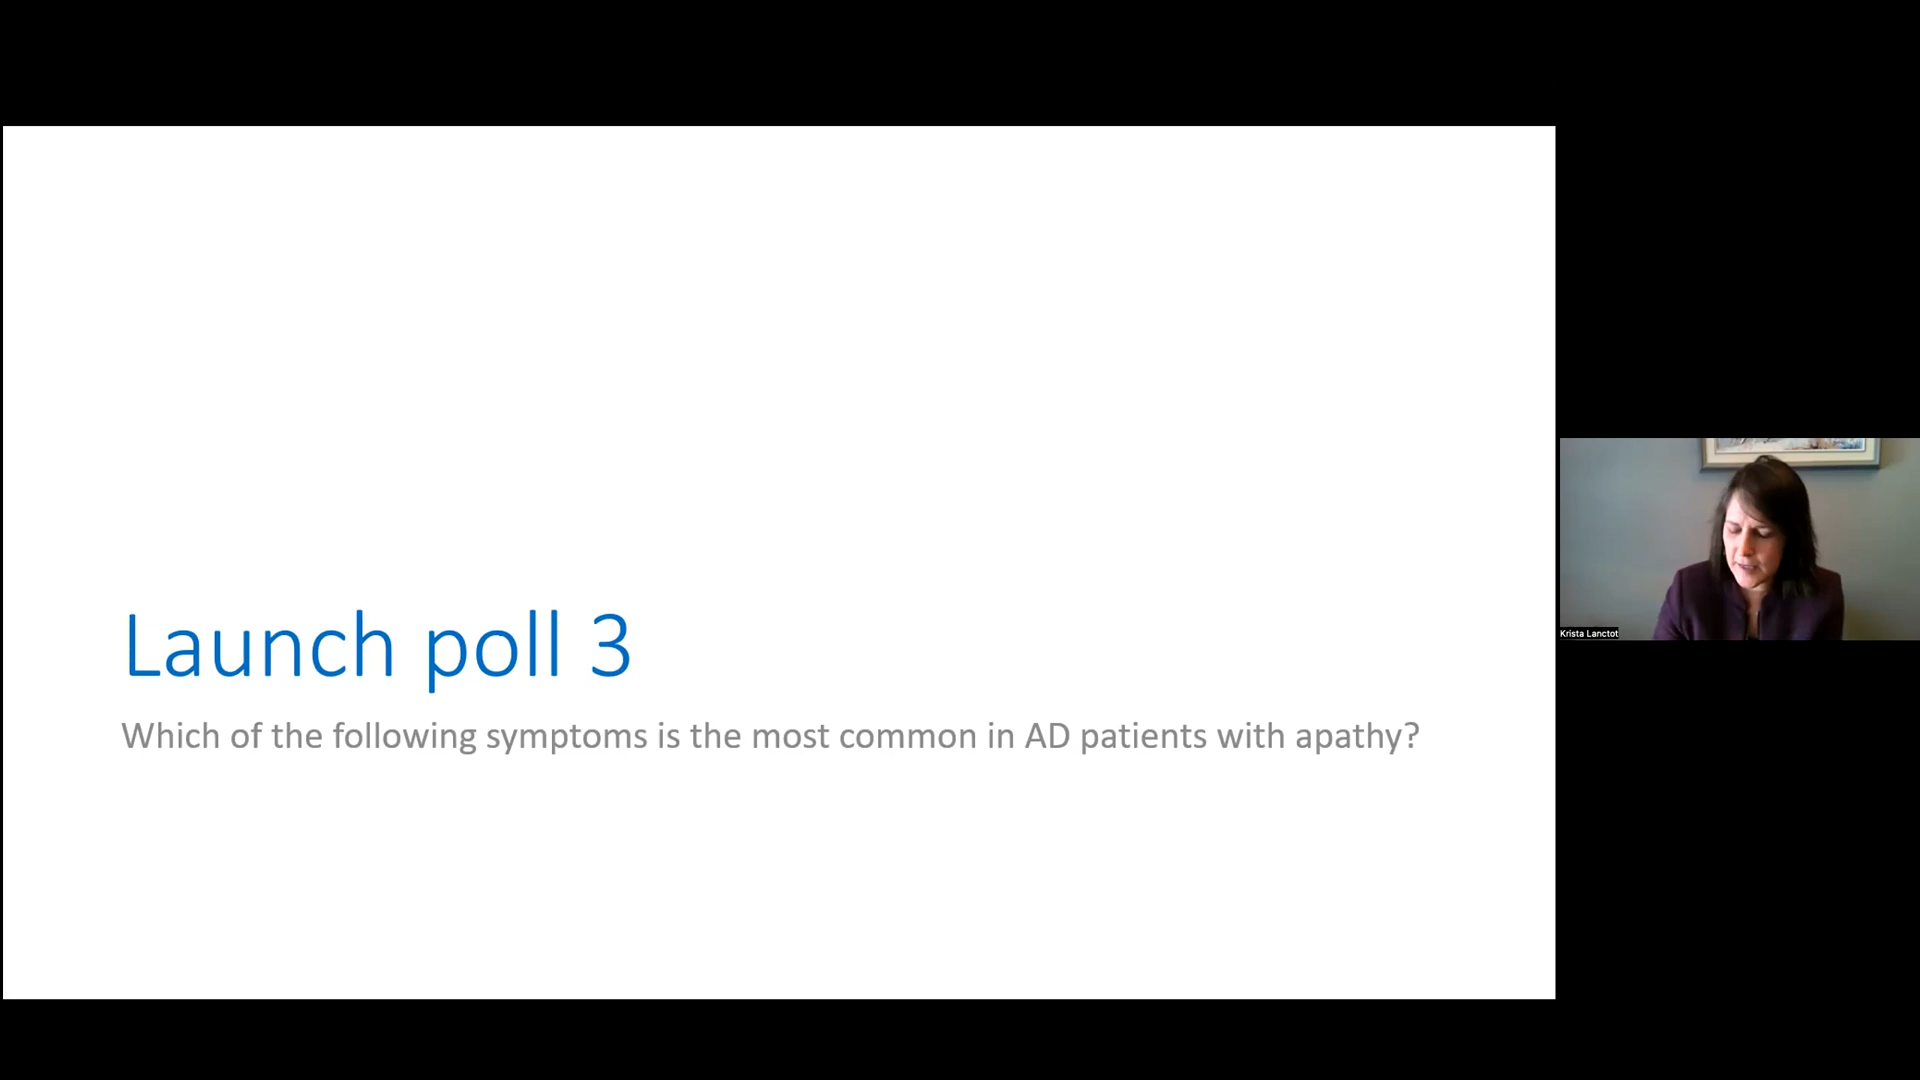 Launch poll 3
Which of the following symptoms is the most common in AD patients with apathy?
Krista Lanctot